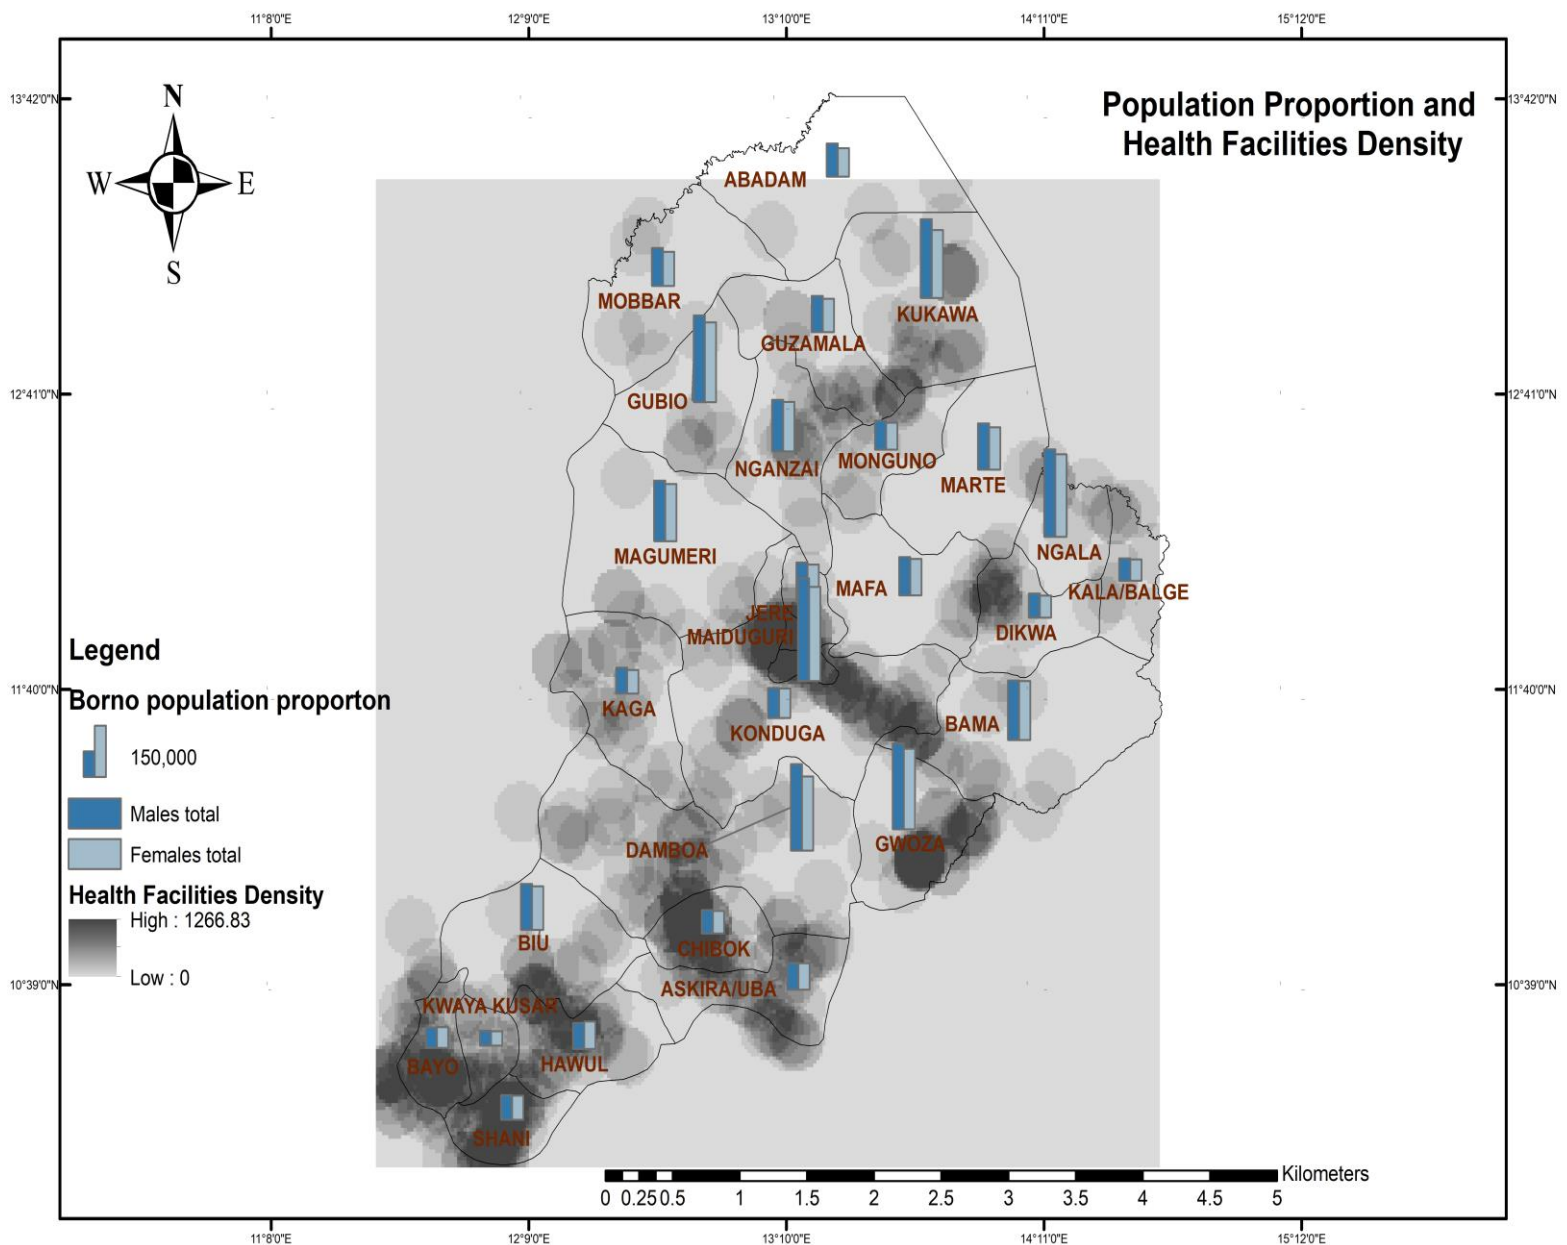 11°8'0"E
12°9'0"E
13°10'0"E
14°11'0"E
15°12'0"E
13°42'0"N
13°42'0"N
N
W
E
S
Population Proportion and
Health Facilities Density
ABADAM
MOBBAR
KUKAWA
GUZAMALA
12°41'0"N
12°41'0"N
GUBIO
NGANZAI
MONGUNO
MARTE
MAGUMERI
NGALA
MAFA
KALA/BALGE
JERE
DIKWA
MAIDUGURI
Legend
Borno population proporton
150,000
Males total
Females total
Health Facilities Density
High : 1266.83
Low : 0
11°40'0"N
11°40'0"N
KAGA
KONDUGA
BAMA
DAMBOA
GWOZA
BIU
CHIBOK
10°39'0"N
10°39'0"N
ASKIRA/UBA
KWAYA KUSAR
BAYO
HAWUL
SHANI
Kilometers
0 0.25 0.5 1 1.5 2 2.5 3 3.5 4 4.5 5
11°8'0"E
12°9'0"E
13°10'0"E
14°11'0"E
15°12'0"E